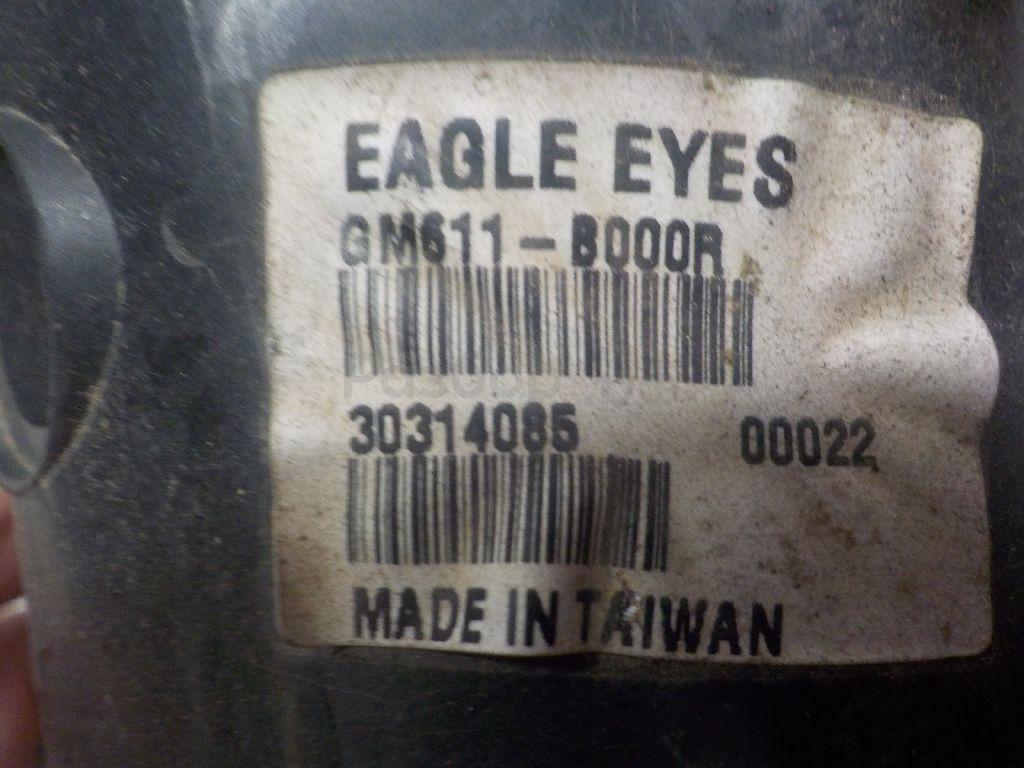 EAGLE EYES
GM611-B000R
30314085 00022
MADE IN TAIWAN